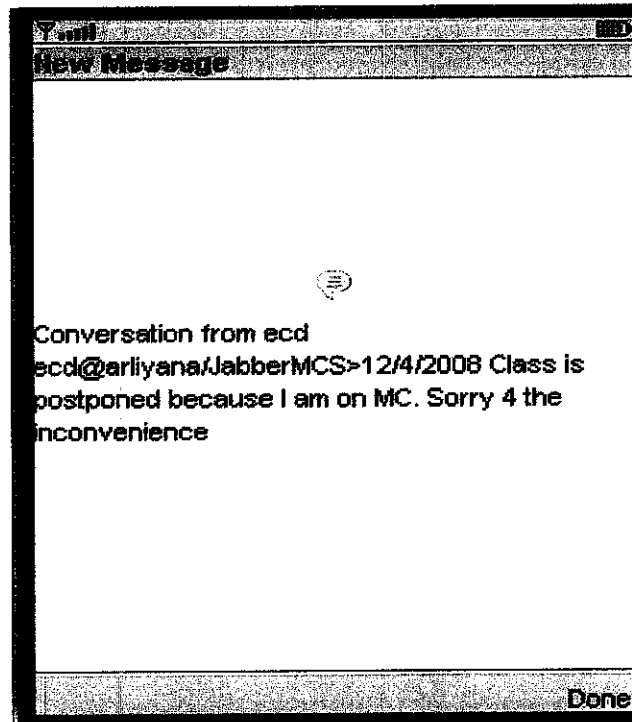 New Message
Conversation from ecd
ecd@arliyana/JabberMCS>12/4/2008 Class is
postponed because I am on MC. Sorry 4 the
inconvenience
Done